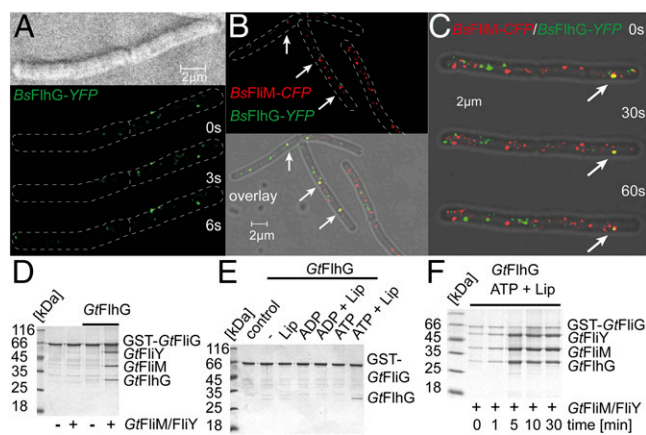 A
2µm
BsFlhG-YFP
0s
3s
6s
B
BsFliM-CFP
BsFlhG-YFP
overlay
2µm
C
BsFliM-CFP/BsFlhG-YFP 0s
2µm
30s
60s
D
[kDa]
GtFlhG
116
66
45
35
25
18
GST-GtFliG
GtFliY
GtFliM
GtFlhG
- + - + GtFliM/FliY
E
GtFlhG
[kDa]
control
-
Lip
ADP
ADP + Lip
ATP
ATP + Lip
116
66
45
35
25
18
GST-
GtFliG
GtFlhG
F
GtFlhG
ATP + Lip
[kDa]
66
45
35
25
18
GST-GtFliG
GtFliY
GtFliM
GtFlhG
+ + + + + GtFliM/FliY
0 1 5 10 30 time [min]